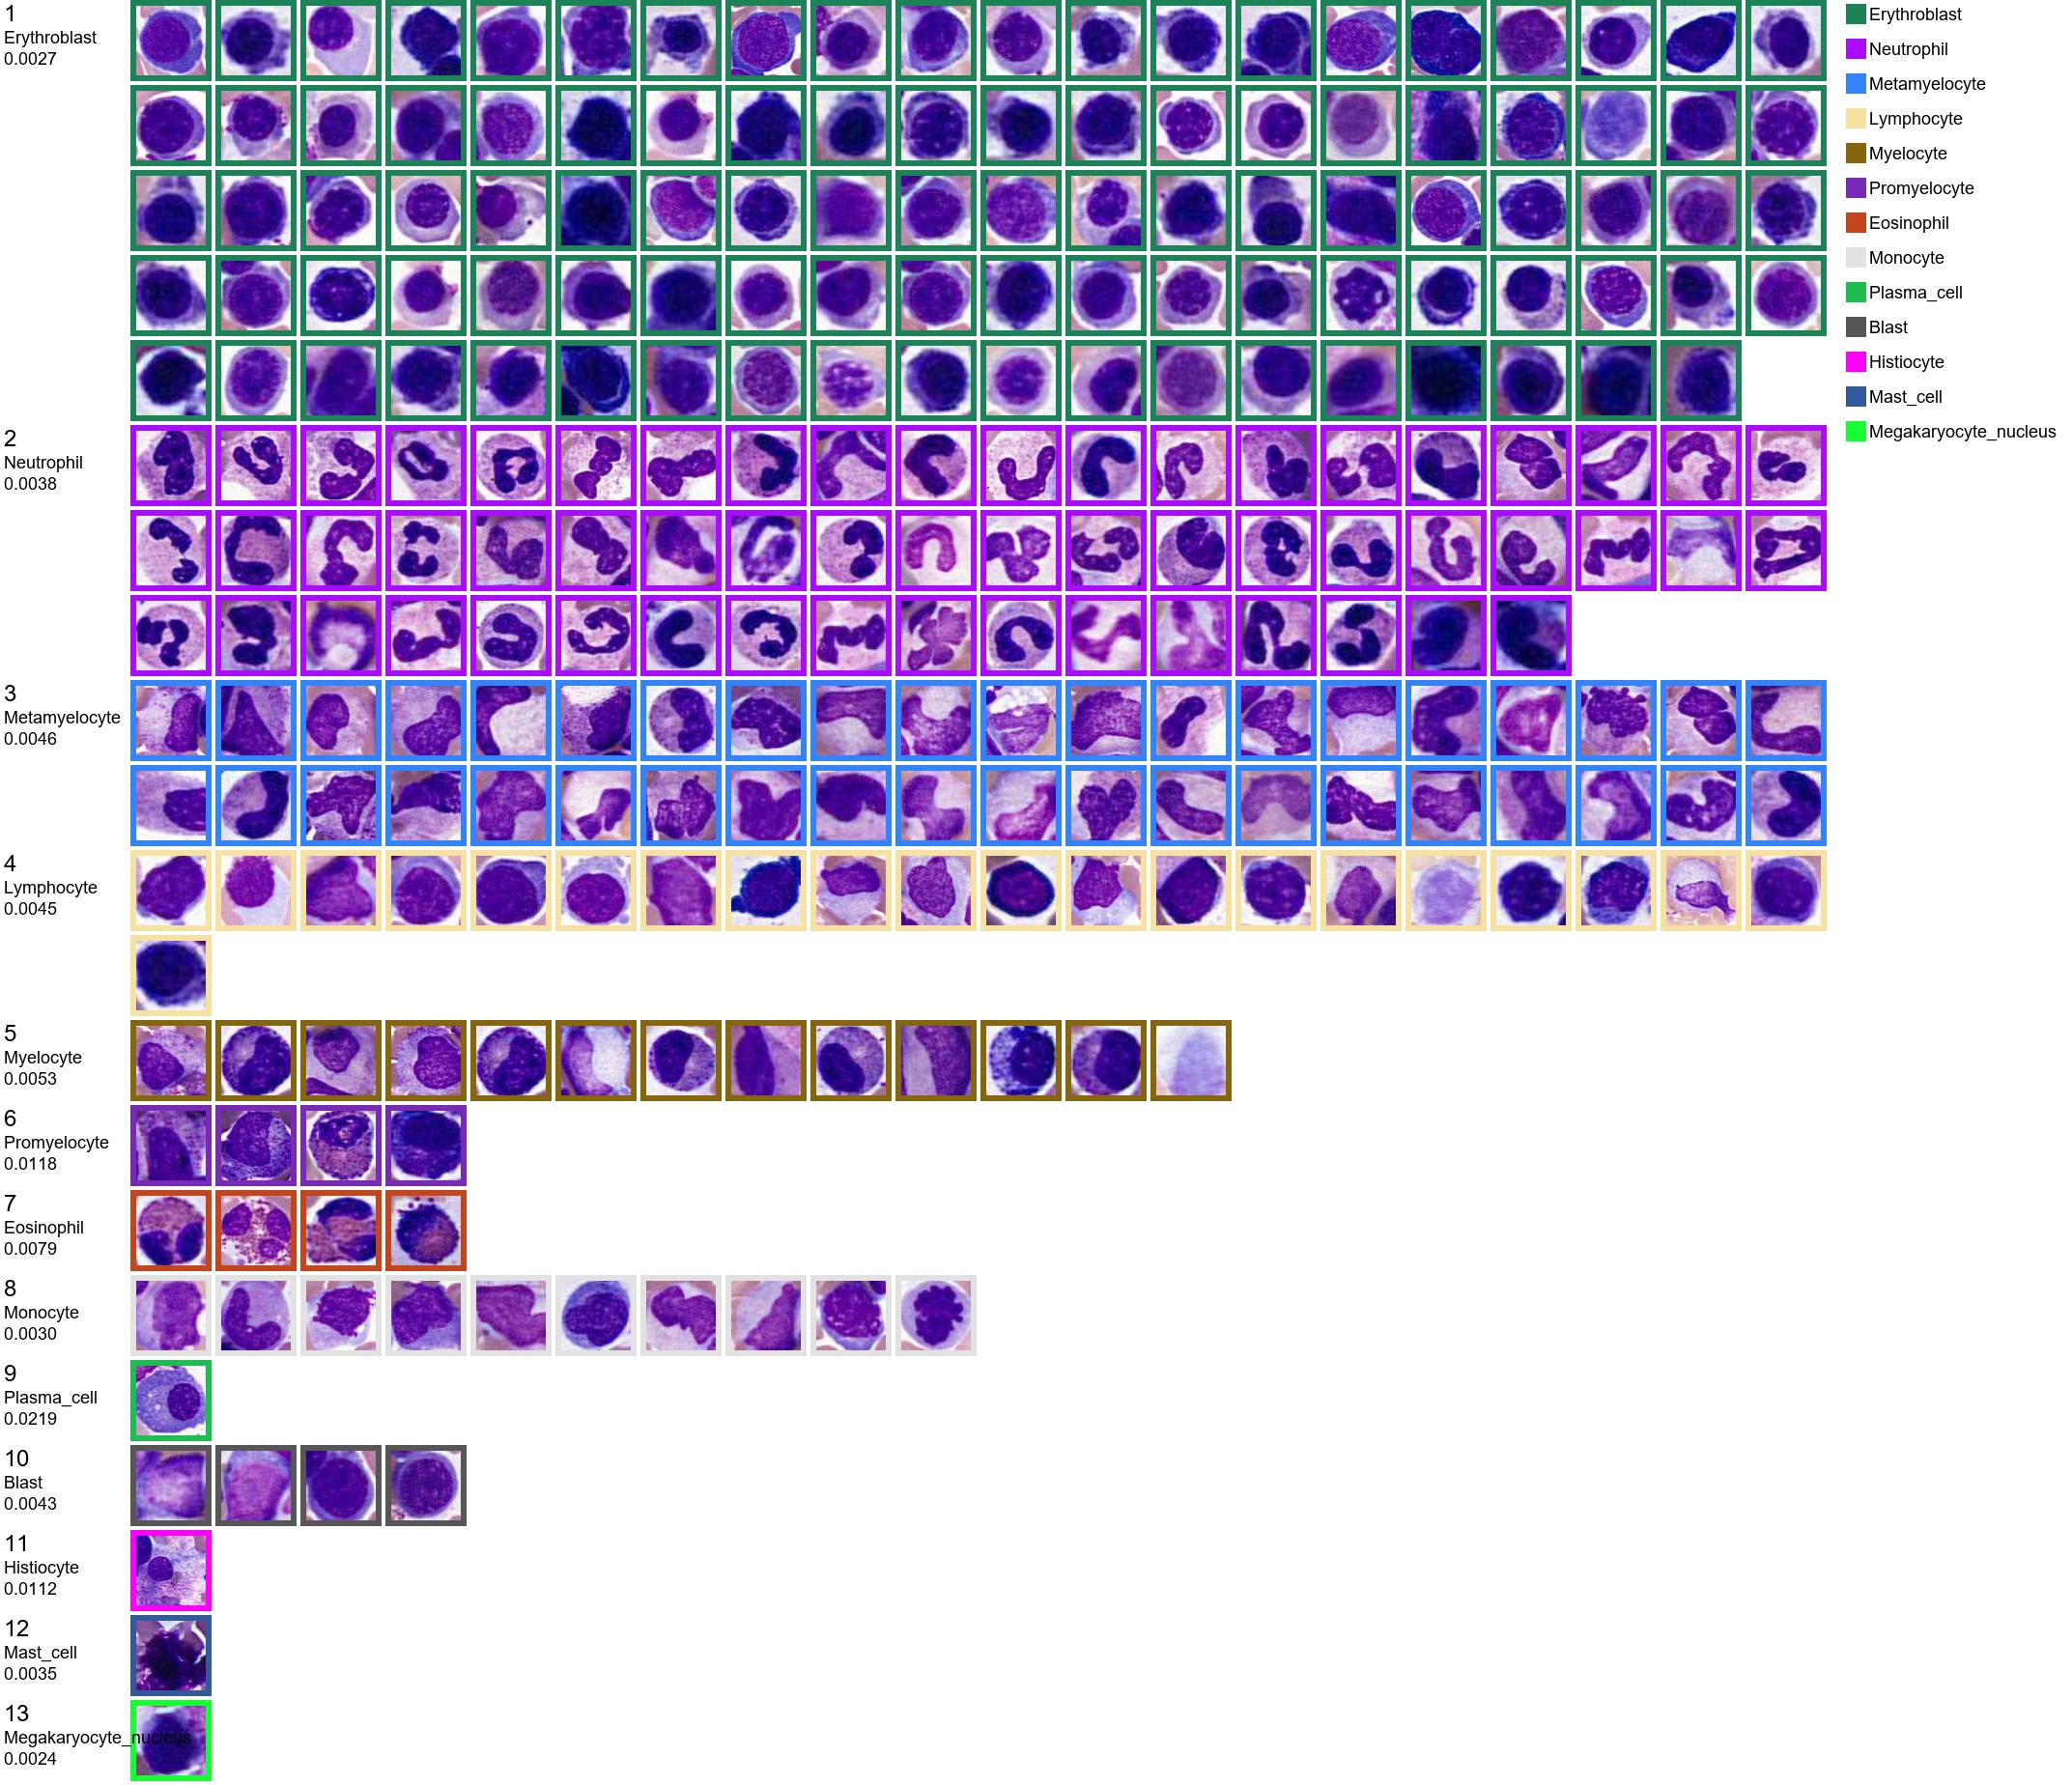 1
Erythroblast
0.0027
2
Neutrophil
0.0038
3
Metamyelocyte
0.0046
4
Lymphocyte
0.0045
5
Myelocyte
0.0053
6
Promyelocyte
0.0118
7
Eosinophil
0.0079
8
Monocyte
0.0030
9
Plasma_cell
0.0219
10
Blast
0.0043
11
Histiocyte
0.0112
12
Mast_cell
0.0035
13
Megakaryocyte_nucleus
0.0024
Erythroblast
Neutrophil
Metamyelocyte
Lymphocyte
Myelocyte
Promyelocyte
Eosinophil
Monocyte
Plasma_cell
Blast
Histiocyte
Mast_cell
Megakaryocyte_nucleus